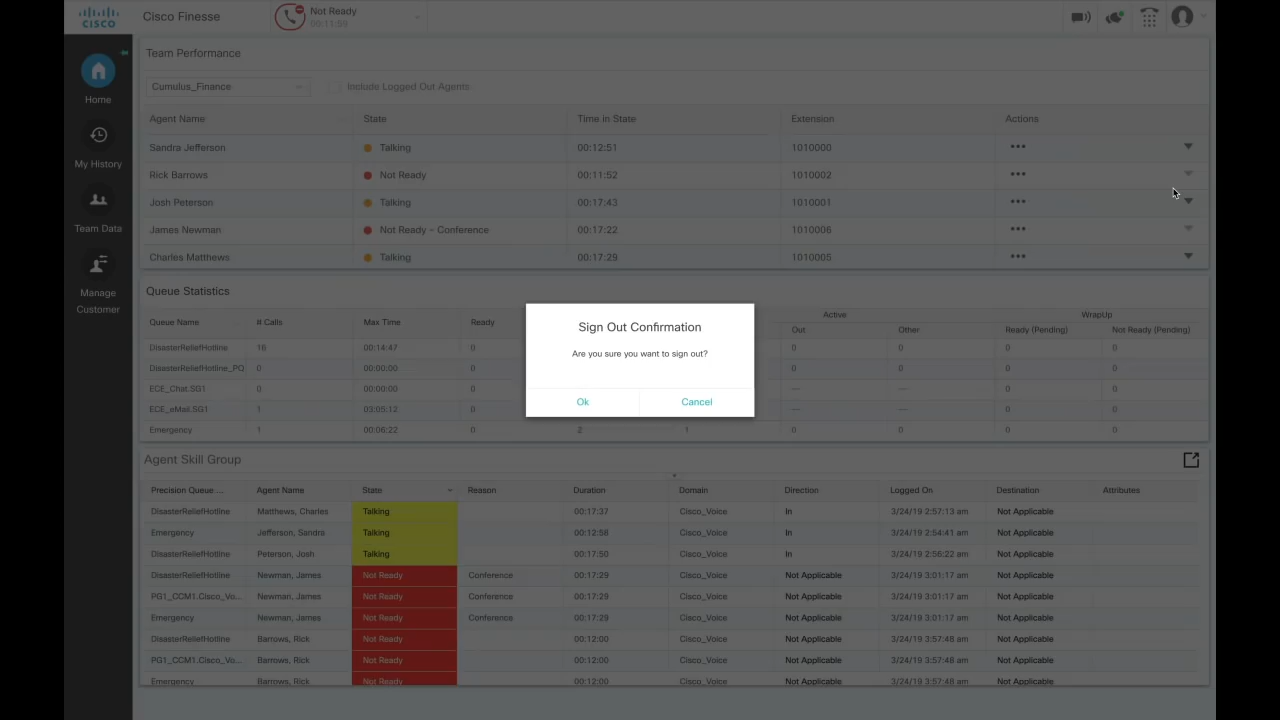 CISCO
Cisco Finesse
Not Ready
00:11:59
Home
My History
Team Data
Manage
Customer
Team Performance
Cumulus_Finance
Include Logged Out Agents
Agent Name State Time in State Extension Actions
Sandra Jefferson Talking 00:12:51 1010000
Rick Barrows Not Ready 00:11:52 1010002
Josh Peterson Talking 00:17:43 1010001
James Newman Not Ready – Conference 00:17:22 1010006
Charles Matthews Talking 00:17:29 1010005
Queue Statistics
Active WrapUp
Queue Name # Calls Max Time Ready Out Other Ready (Pending) Not Ready (Pending)
DisasterReliefHotline 16 00:14:47 0 0 0 0 0
DisasterReliefHotline_PQ 0 00:00:00 0 0 0 0 0
ECE_Chat.SG1 0 00:00:00 0 --- --- 0 0
ECE_eMail.SG1 1 03:05:12 0 --- --- 0 0
Emergency 1 00:06:22 0 2 1 0 0 0 0
Sign Out Confirmation
Are you sure you want to sign out?
Ok Cancel
Agent Skill Group
Precision Queue ... Agent Name State Reason Duration Domain Direction Logged On Destination Attributes
DisasterReliefHotline Matthews, Charles Talking 00:17:37 Cisco_Voice In 3/24/19 2:57:13 am Not Applicable
Emergency Jefferson, Sandra Talking 00:12:58 Cisco_Voice In 3/24/19 2:54:41 am Not Applicable
DisasterReliefHotline Peterson, Josh Talking 00:17:50 Cisco_Voice In 3/24/19 2:56:22 am Not Applicable
DisasterReliefHotline Newman, James Not Ready Conference 00:17:29 Cisco_Voice Not Applicable 3/24/19 3:01:17 am Not Applicable
PG1_CCM1.Cisco_Vo... Newman, James Not Ready Conference 00:17:29 Cisco_Voice Not Applicable 3/24/19 3:01:17 am Not Applicable
Emergency Newman, James Not Ready Conference 00:17:29 Cisco_Voice Not Applicable 3/24/19 3:01:17 am Not Applicable
DisasterReliefHotline Barrows, Rick Not Ready 00:12:00 Cisco_Voice Not Applicable 3/24/19 3:57:48 am Not Applicable
PG1_CCM1.Cisco_Vo... Barrows, Rick Not Ready 00:12:00 Cisco_Voice Not Applicable 3/24/19 3:57:48 am Not Applicable
Emergency Barrows, Rick Not Ready 00:12:00 Cisco_Voice Not Applicable 3/24/19 3:57:48 am Not Applicable